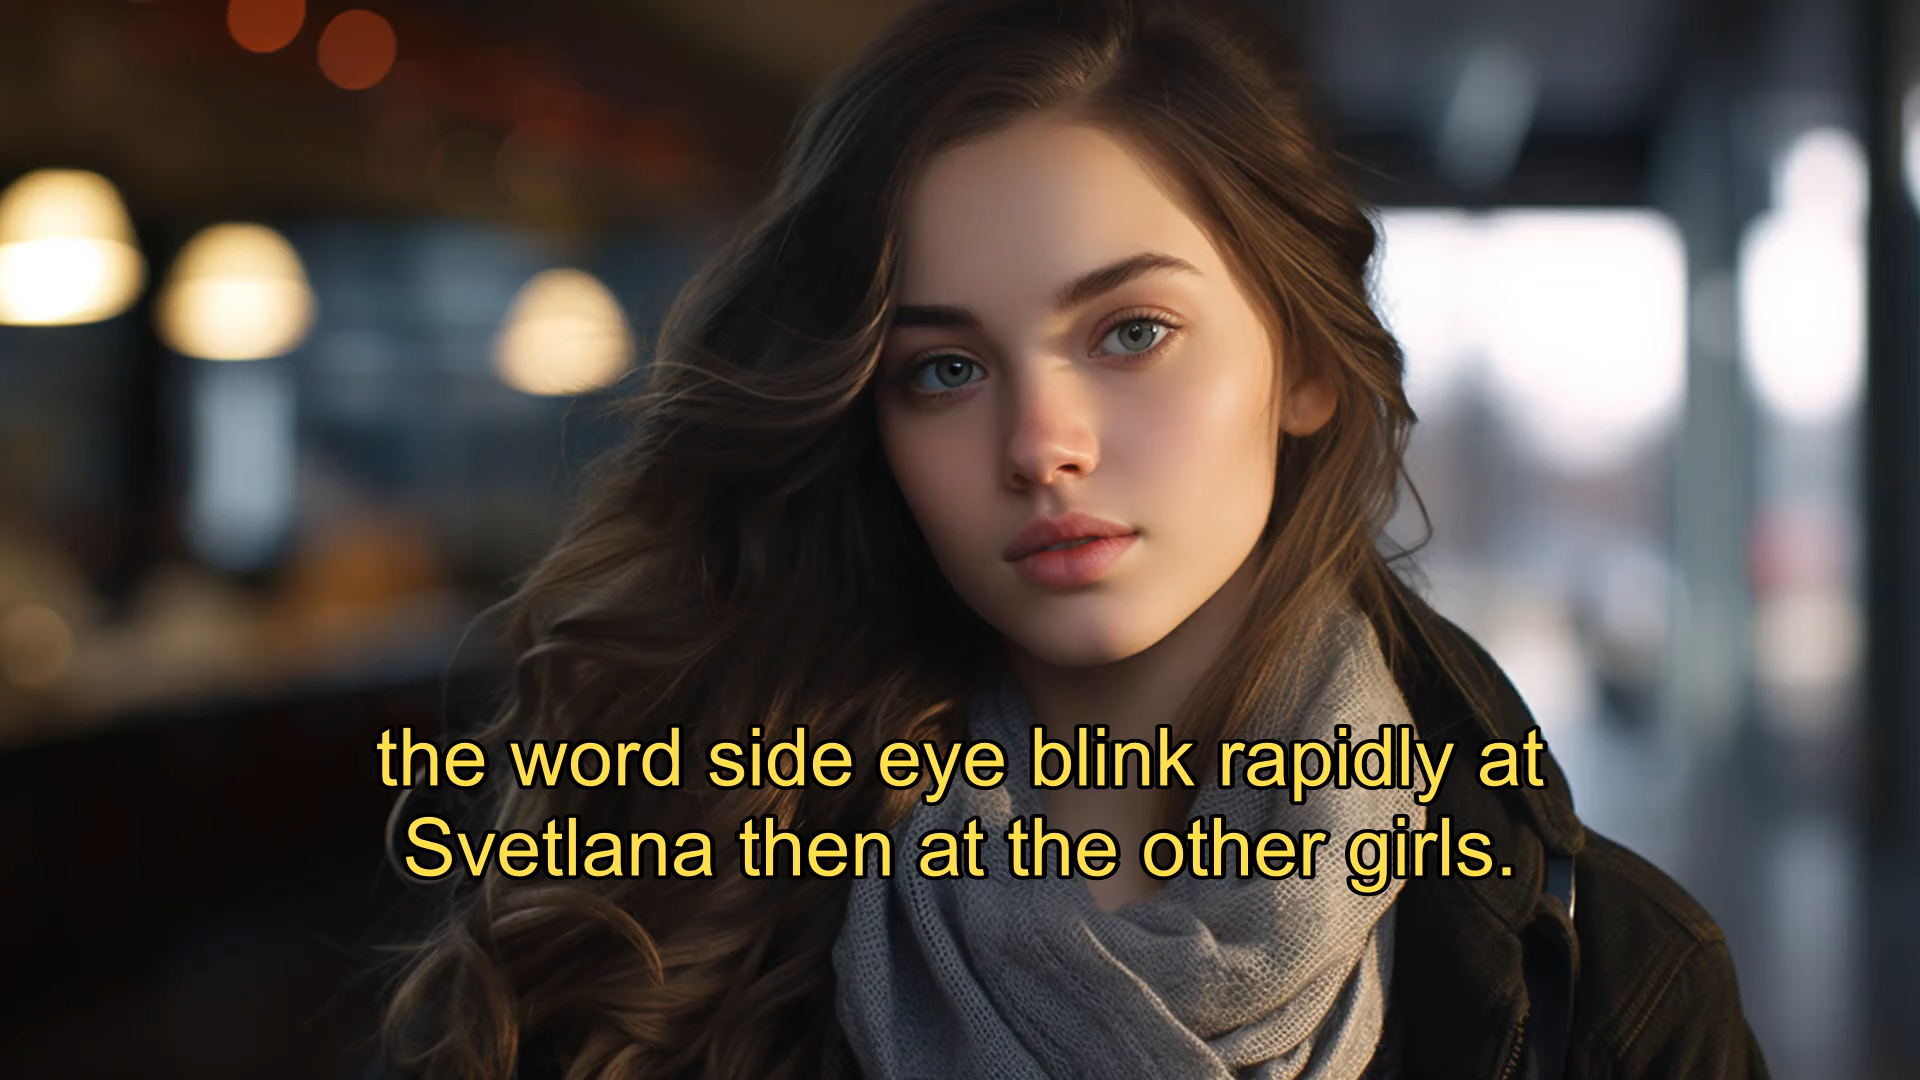 the word side eye blink rapidly at
Svetlana then at the other girls.